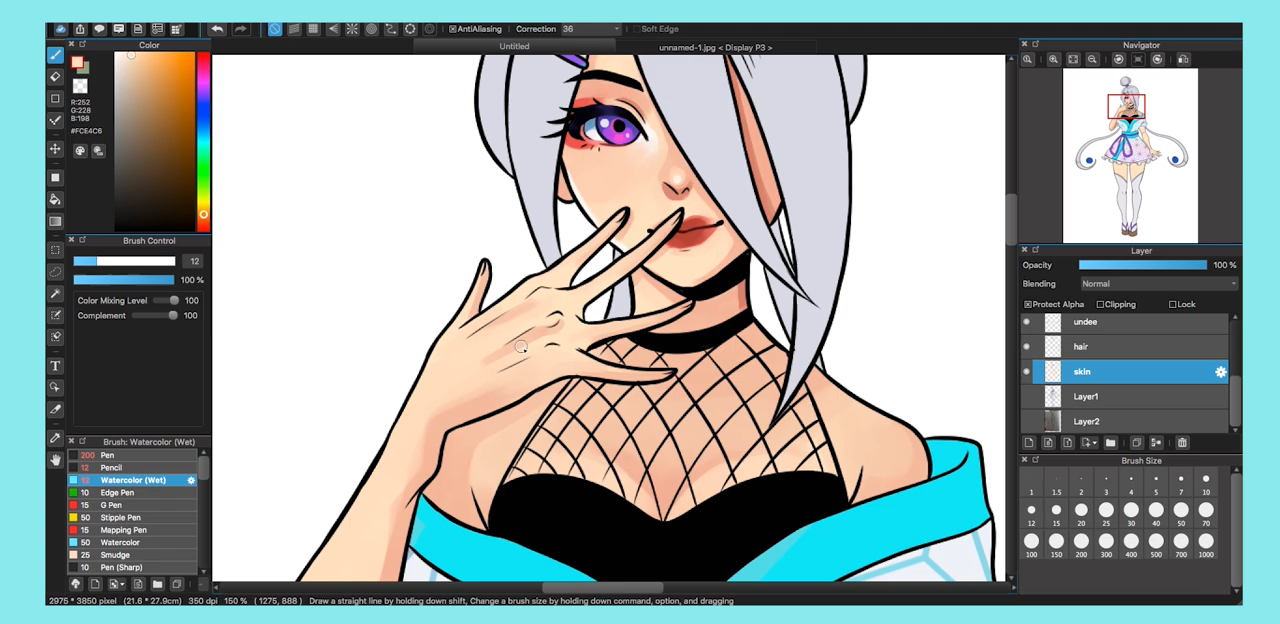 AntiAliasing Correction 36 Soft Edge
Color
Untitled
unnamed-1.jpg < Display P3 >
Navigator
R:252
G:228
B:198
#FCE4C6
Brush Control
12
100 %
Color Mixing Level 100
Complement 100
Brush: Watercolor (Wet)
200 Pen
12 Pencil
12 Watercolor (Wet)
10 Edge Pen
15 G Pen
50 Stipple Pen
15 Mapping Pen
50 Watercolor
25 Smudge
10 Pen (Sharp)
Layer
Opacity 100 %
Blending Normal
Protect Alpha Clipping Lock
undee
hair
skin
Layer1
Layer2
Brush Size
1 1.5 2 3 4 5 7 10
12 15 20 25 30 40 50 70
100 150 200 300 400 500 700 1000
T
2975 * 3850 pixel (21.6 * 27.9cm) 350 dpi 150 % ( 1275, 888 ) Draw a straight line by holding down shift, Change a brush size by holding down command, option, and dragging